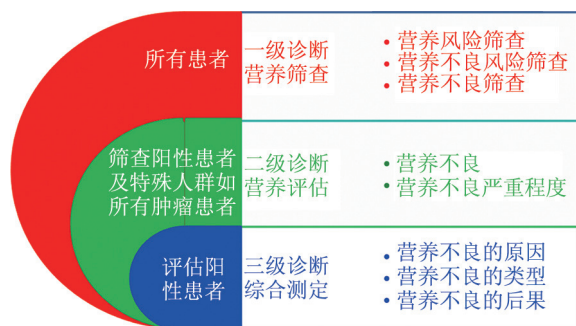 所有患者
一级诊断
营养筛查
• 营养风险筛查
• 营养不良风险筛查
• 营养不良筛查
筛查阳性患者
及特殊人群如
所有肿瘤患者
二级诊断
营养评估
• 营养不良
• 营养不良严重程度
评估阳
性患者
三级诊断
综合测定
• 营养不良的原因
• 营养不良的类型
• 营养不良的后果